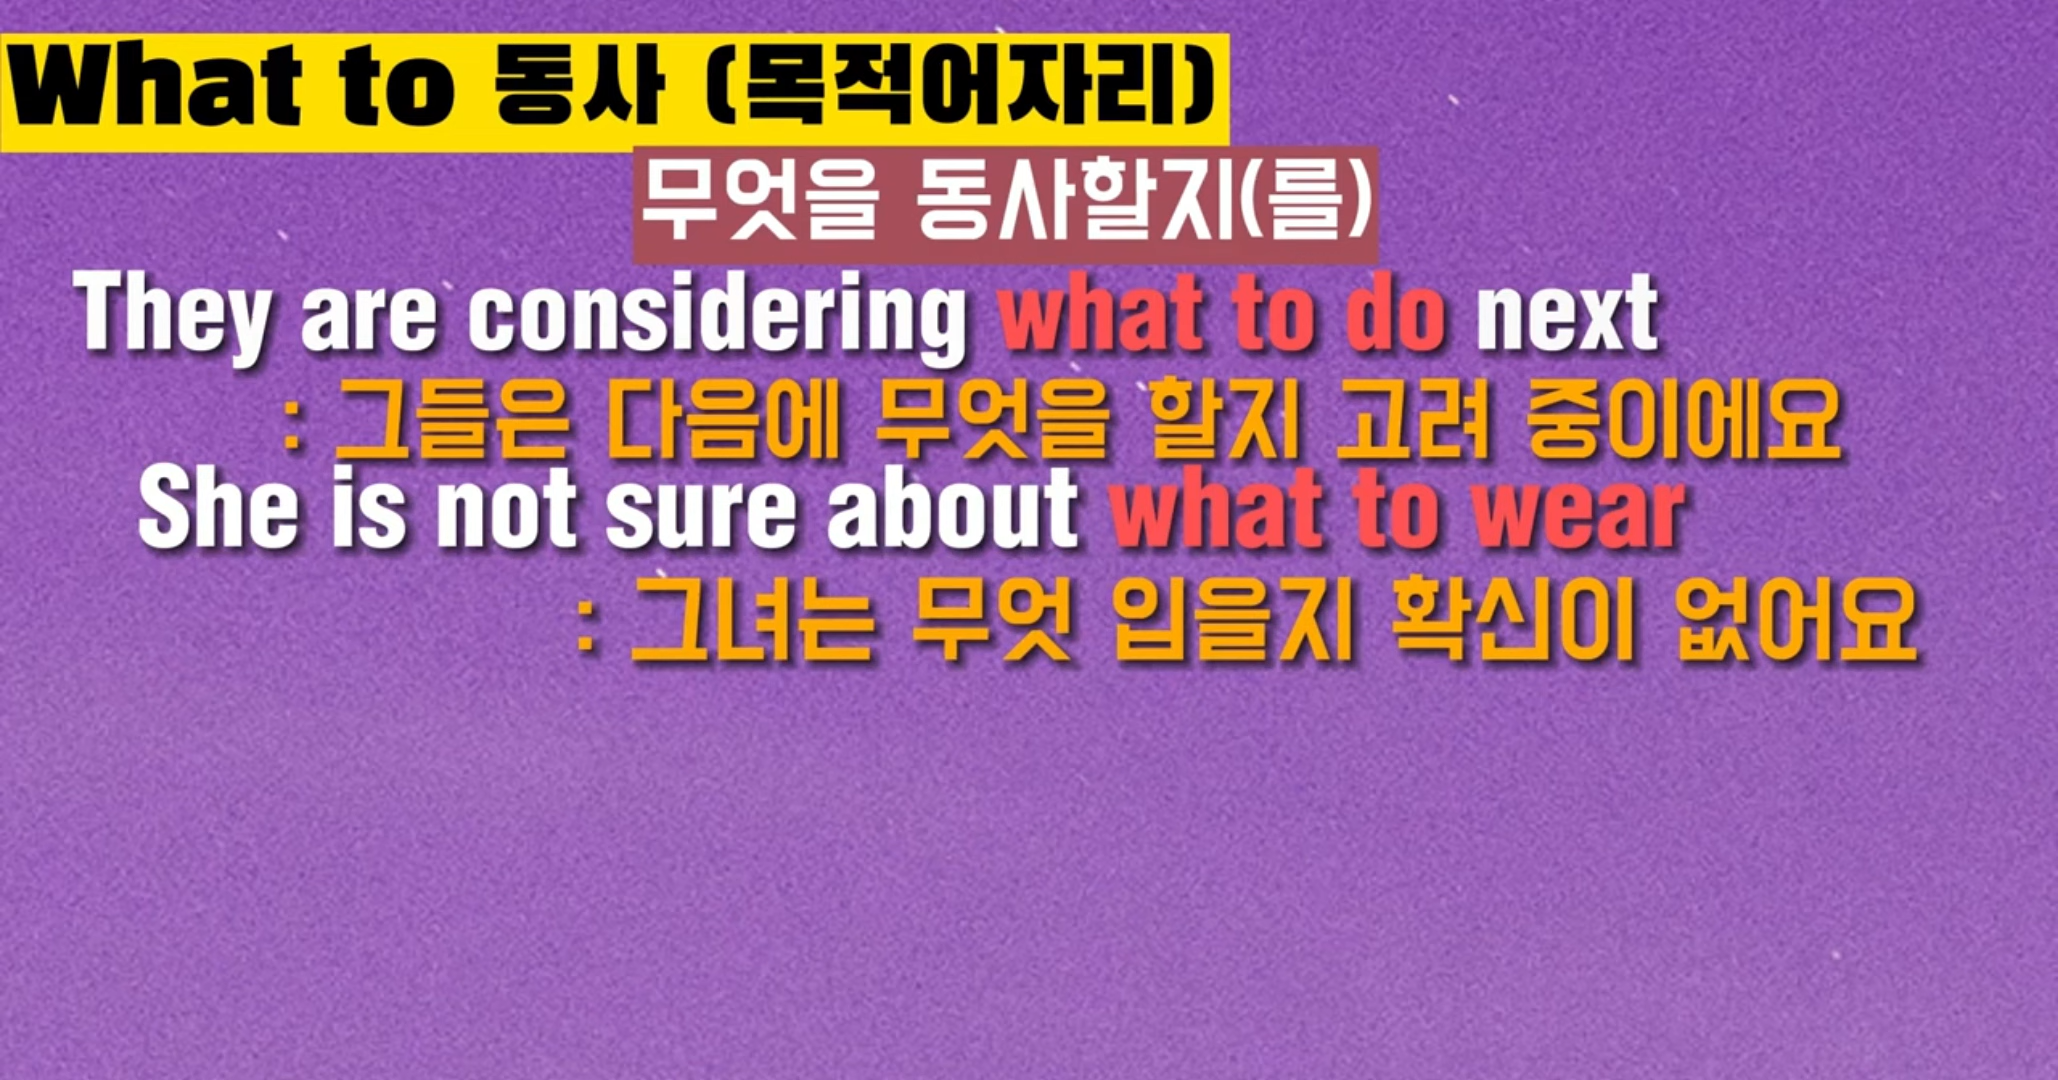 What to 동사 (목적어자리)
무엇을 동사할지(를)
They are considering what to do next
: 그들은 다음에 무엇을 할지 고려 중이에요
She is not sure about what to wear
: 그녀는 무엇 입을지 확신이 없어요